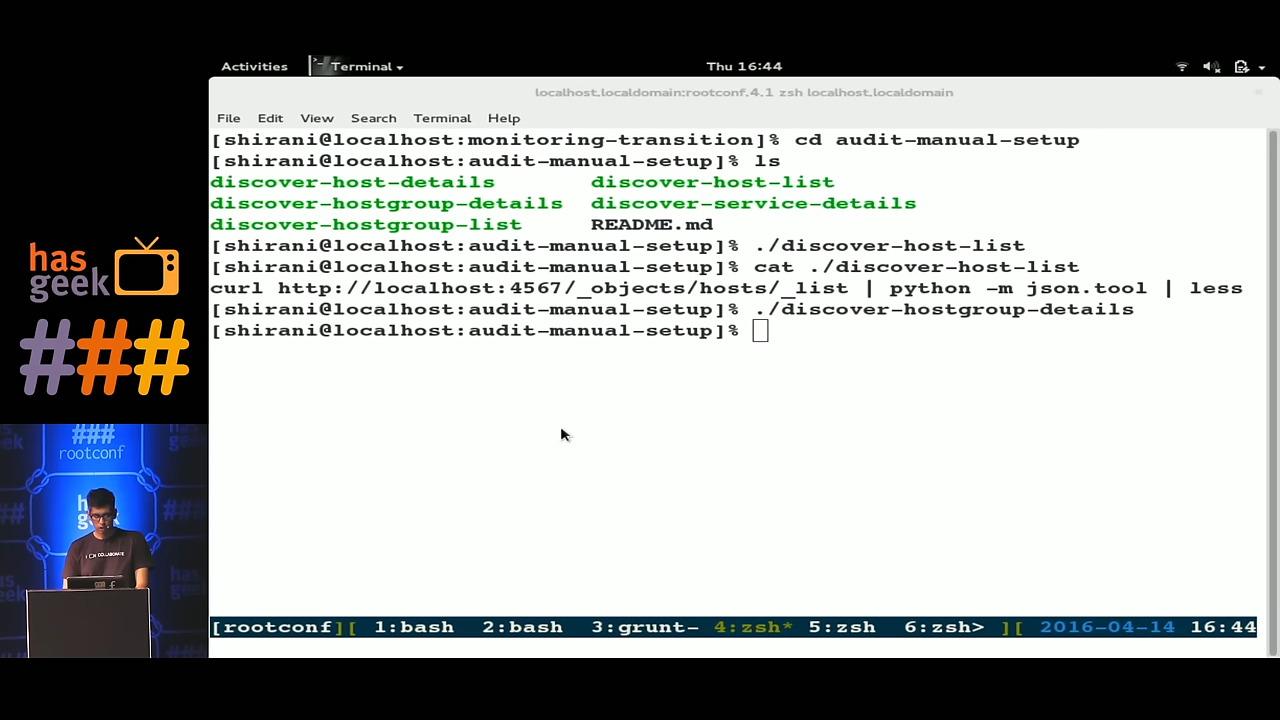 Activities Terminal Thu 16:44
localhost.localdomain:rootconf.4.1 zsh localhost.localdomain
File Edit View Search Terminal Help
[shirani@localhost:monitoring-transition]% cd audit-manual-setup
[shirani@localhost:audit-manual-setup]% ls
discover-host-details discover-host-list
discover-hostgroup-details discover-service-details
discover-hostgroup-list README.md
[shirani@localhost:audit-manual-setup]% ./discover-host-list
[shirani@localhost:audit-manual-setup]% cat ./discover-host-list
curl http://localhost:4567/_objects/hosts/_list | python -m json.tool | less
[shirani@localhost:audit-manual-setup]% ./discover-hostgroup-details
[shirani@localhost:audit-manual-setup]%
[rootconf][ 1:bash 2:bash 3:grunt- 4:zsh* 5:zsh 6:zsh> ][ 2016-04-14 16:44
has
geek
###
###
rootconf
has
geek
I COLLABORATE